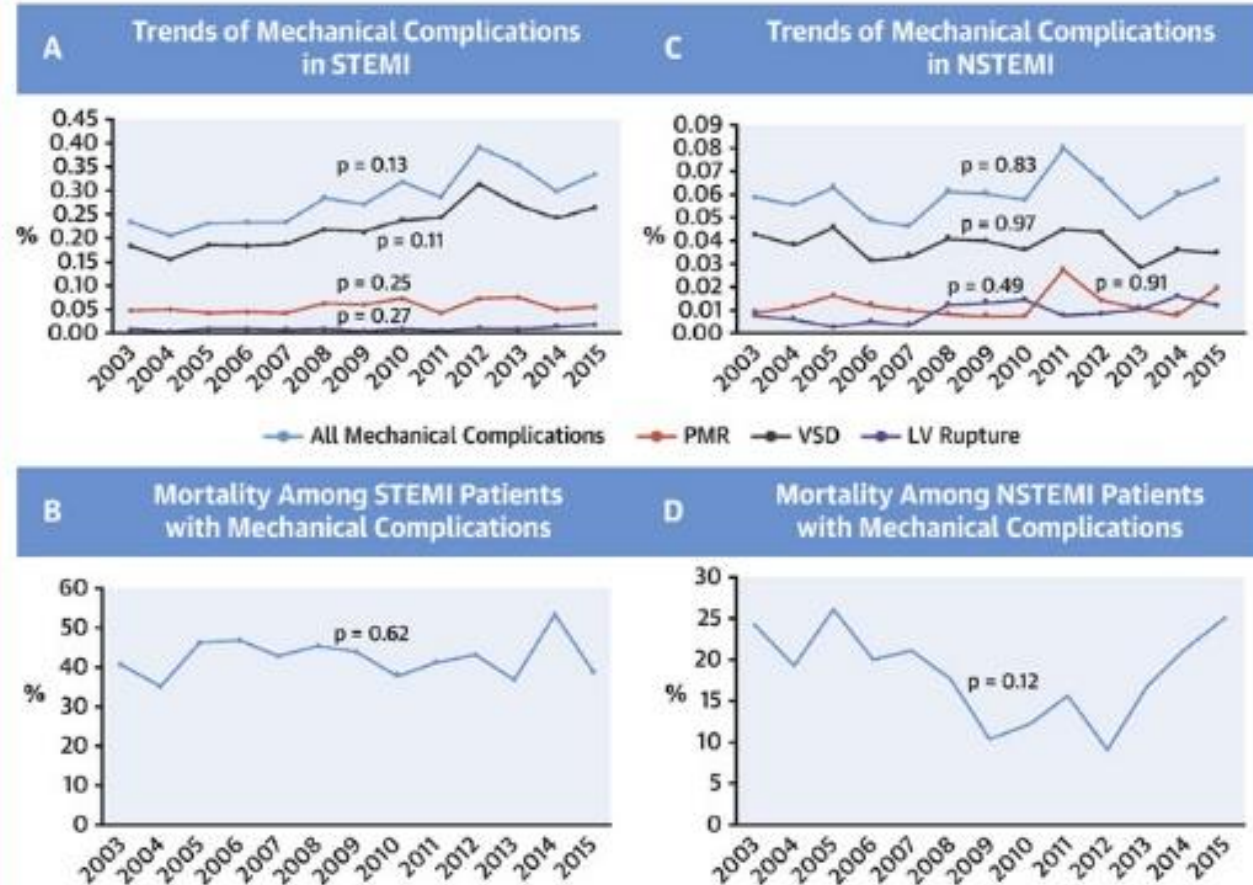 A
Trends of Mechanical Complications
in STEMI
0.45
0.40
0.35
0.30
0.25
0.20
0.15
0.10
0.05
0.00
%
p = 0.13
p = 0.11
p = 0.25
p = 0.27
2003 2004 2005 2006 2007 2008 2009 2010 2011 2012 2013 2014 2015
C
Trends of Mechanical Complications
in NSTEMI
0.09
0.08
0.07
0.06
0.05
0.04
0.03
0.02
0.01
0.00
%
p = 0.83
p = 0.97
p = 0.49
p = 0.91
2003 2004 2005 2006 2007 2008 2009 2010 2011 2012 2013 2014 2015
All Mechanical Complications PMR VSD LV Rupture
B
Mortality Among STEMI Patients
with Mechanical Complications
60
50
40
30
20
10
0
%
p = 0.62
2003 2004 2005 2006 2007 2008 2009 2010 2011 2012 2013 2014 2015
D
Mortality Among NSTEMI Patients
with Mechanical Complications
30
25
20
15
10
5
0
%
p = 0.12
2003 2004 2005 2006 2007 2008 2009 2010 2011 2012 2013 2014 2015